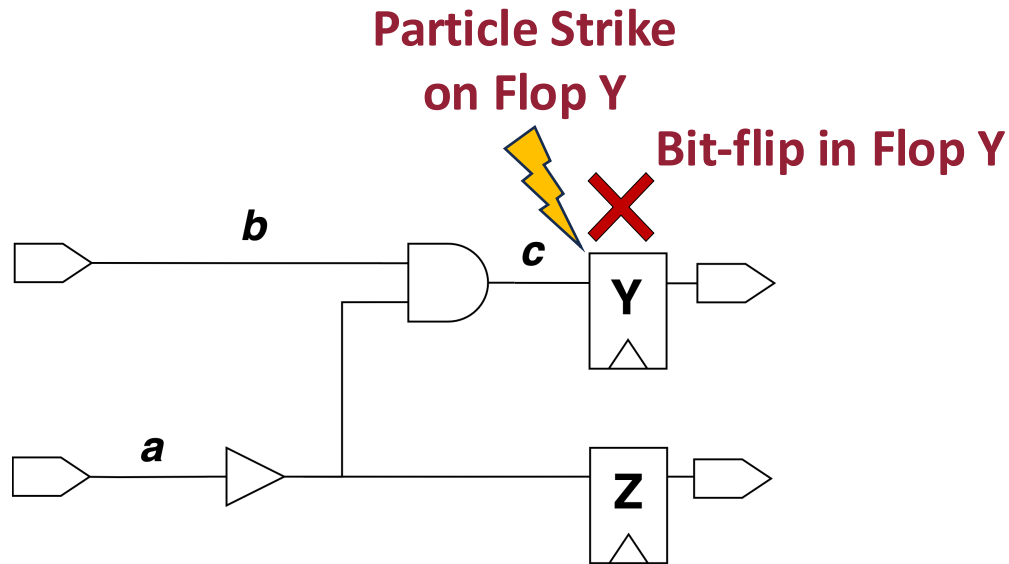 Particle Strike
on Flop Y
Bit-flip in Flop Y
b
c
Y
a
Z